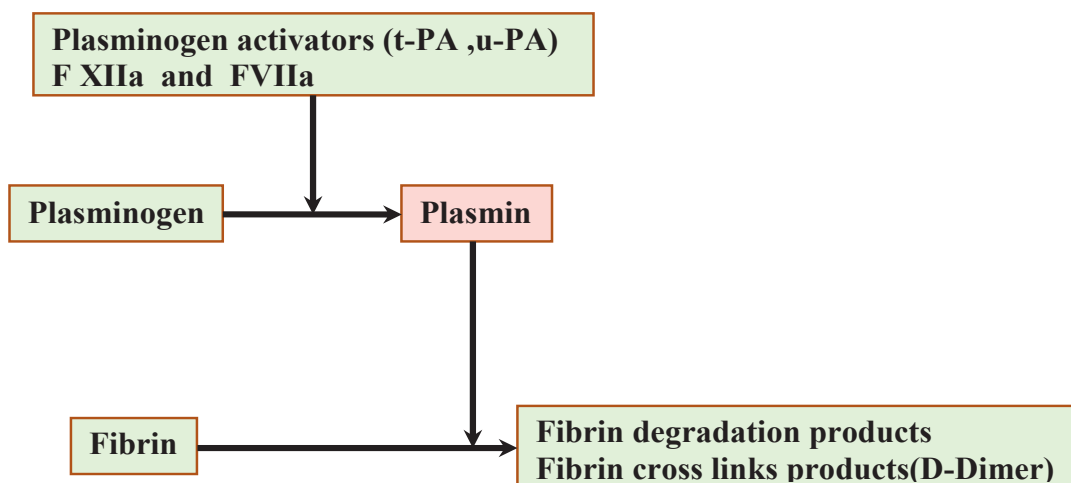 Plasminogen activators (t-PA ,u-PA)
F XIIa and FVIIa
Plasminogen
Plasmin
Fibrin
Fibrin degradation products
Fibrin cross links products(D-Dimer)